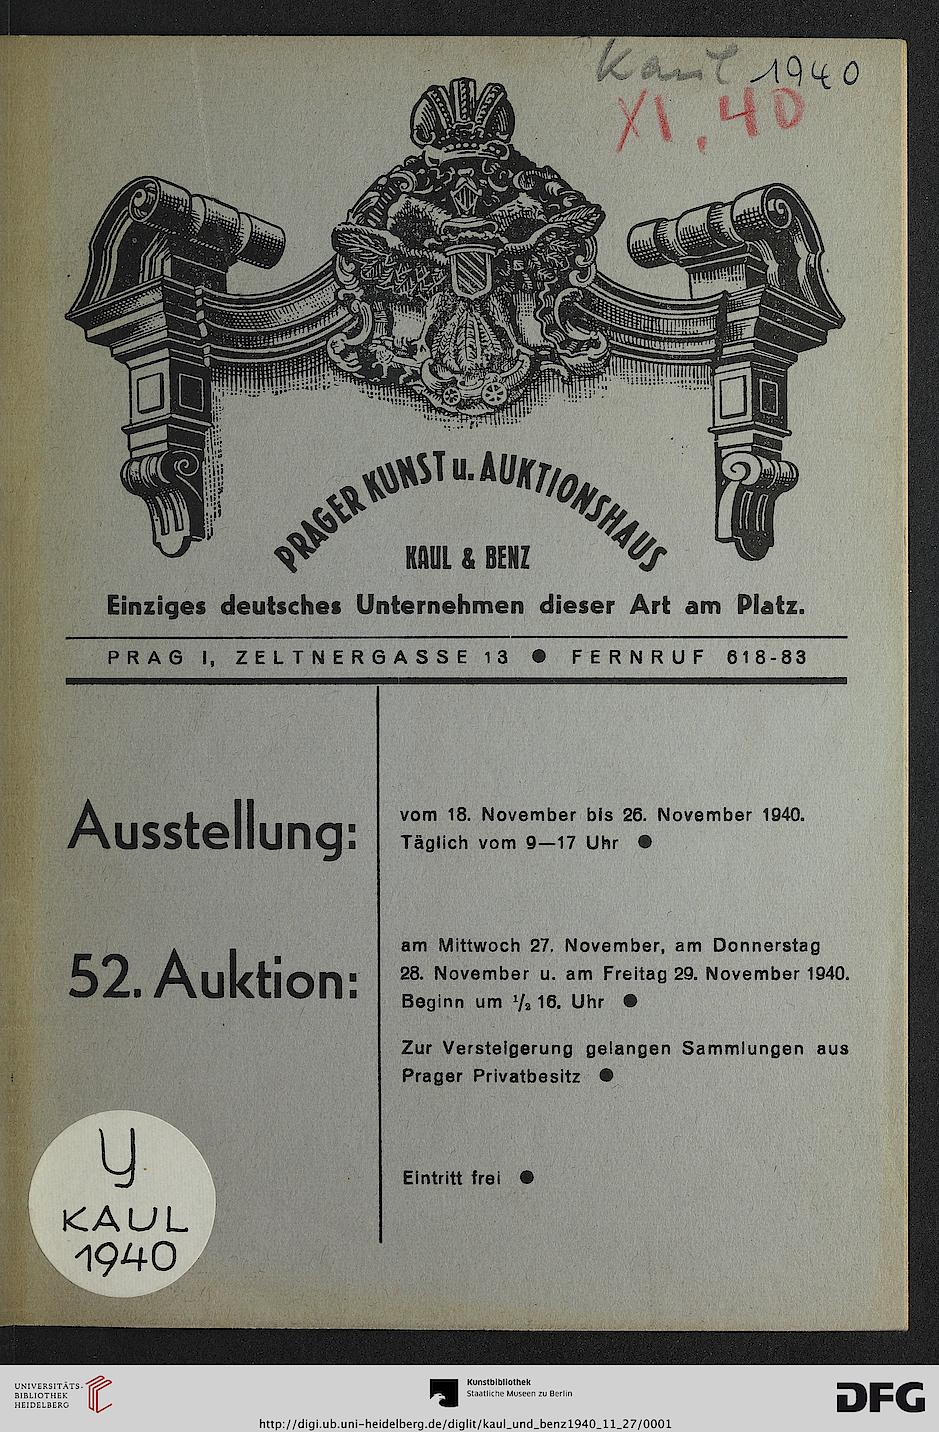 Kaul 1940
XI. 40
PRAGER KUNST u. AUKTIONSHAUS
KAUL & BENZ
Einziges deutsches Unternehmen dieser Art am Platz.
PRAG I, ZELTNERGASSE 13 ● FERNRUF 618-83
Ausstellung:
vom 18. November bis 26. November 1940.
Täglich vom 9—17 Uhr ●
52. Auktion:
am Mittwoch 27. November, am Donnerstag
28. November u. am Freitag 29. November 1940.
Beginn um ½ 16. Uhr ●
Zur Versteigerung gelangen Sammlungen aus
Prager Privatbesitz ●
Eintritt frei ●
y
KAUL
1940
UNIVERSITÄTS-
BIBLIOTHEK
HEIDELBERG
Kunstbibliothek
Staatliche Museen zu Berlin
DFG
http://digi.ub.uni-heidelberg.de/diglit/kaul_und_benz1940_11_27/0001